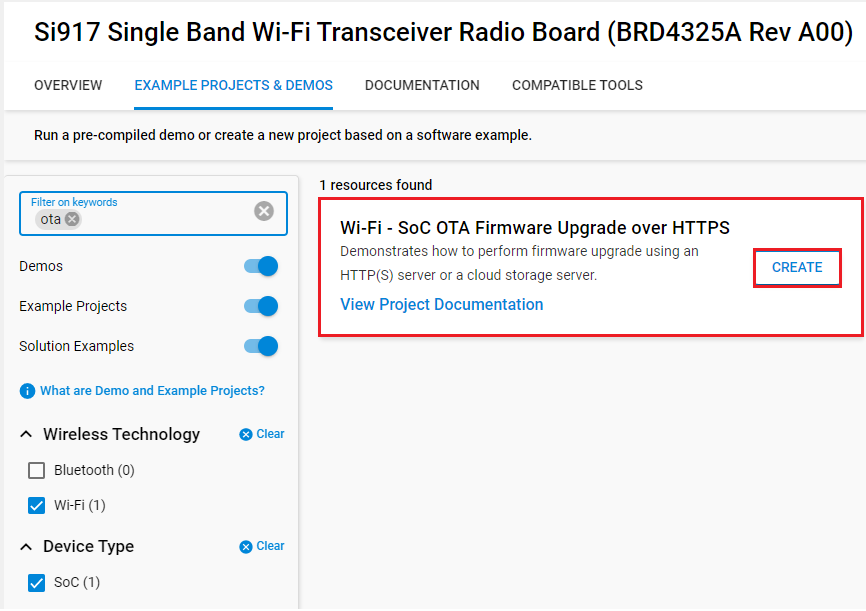 Si917 Single Band Wi-Fi Transceiver Radio Board (BRD4325A Rev A00)
OVERVIEW
EXAMPLE PROJECTS & DEMOS
DOCUMENTATION
COMPATIBLE TOOLS
Run a pre-compiled demo or create a new project based on a software example.
Filter on keywords
ota
Demos
Example Projects
Solution Examples
What are Demo and Example Projects?
Wireless Technology
Clear
Bluetooth (0)
Wi-Fi (1)
Device Type
Clear
SoC (1)
1 resources found
Wi-Fi - SoC OTA Firmware Upgrade over HTTPS
Demonstrates how to perform firmware upgrade using an
HTTP(S) server or a cloud storage server.
View Project Documentation
CREATE